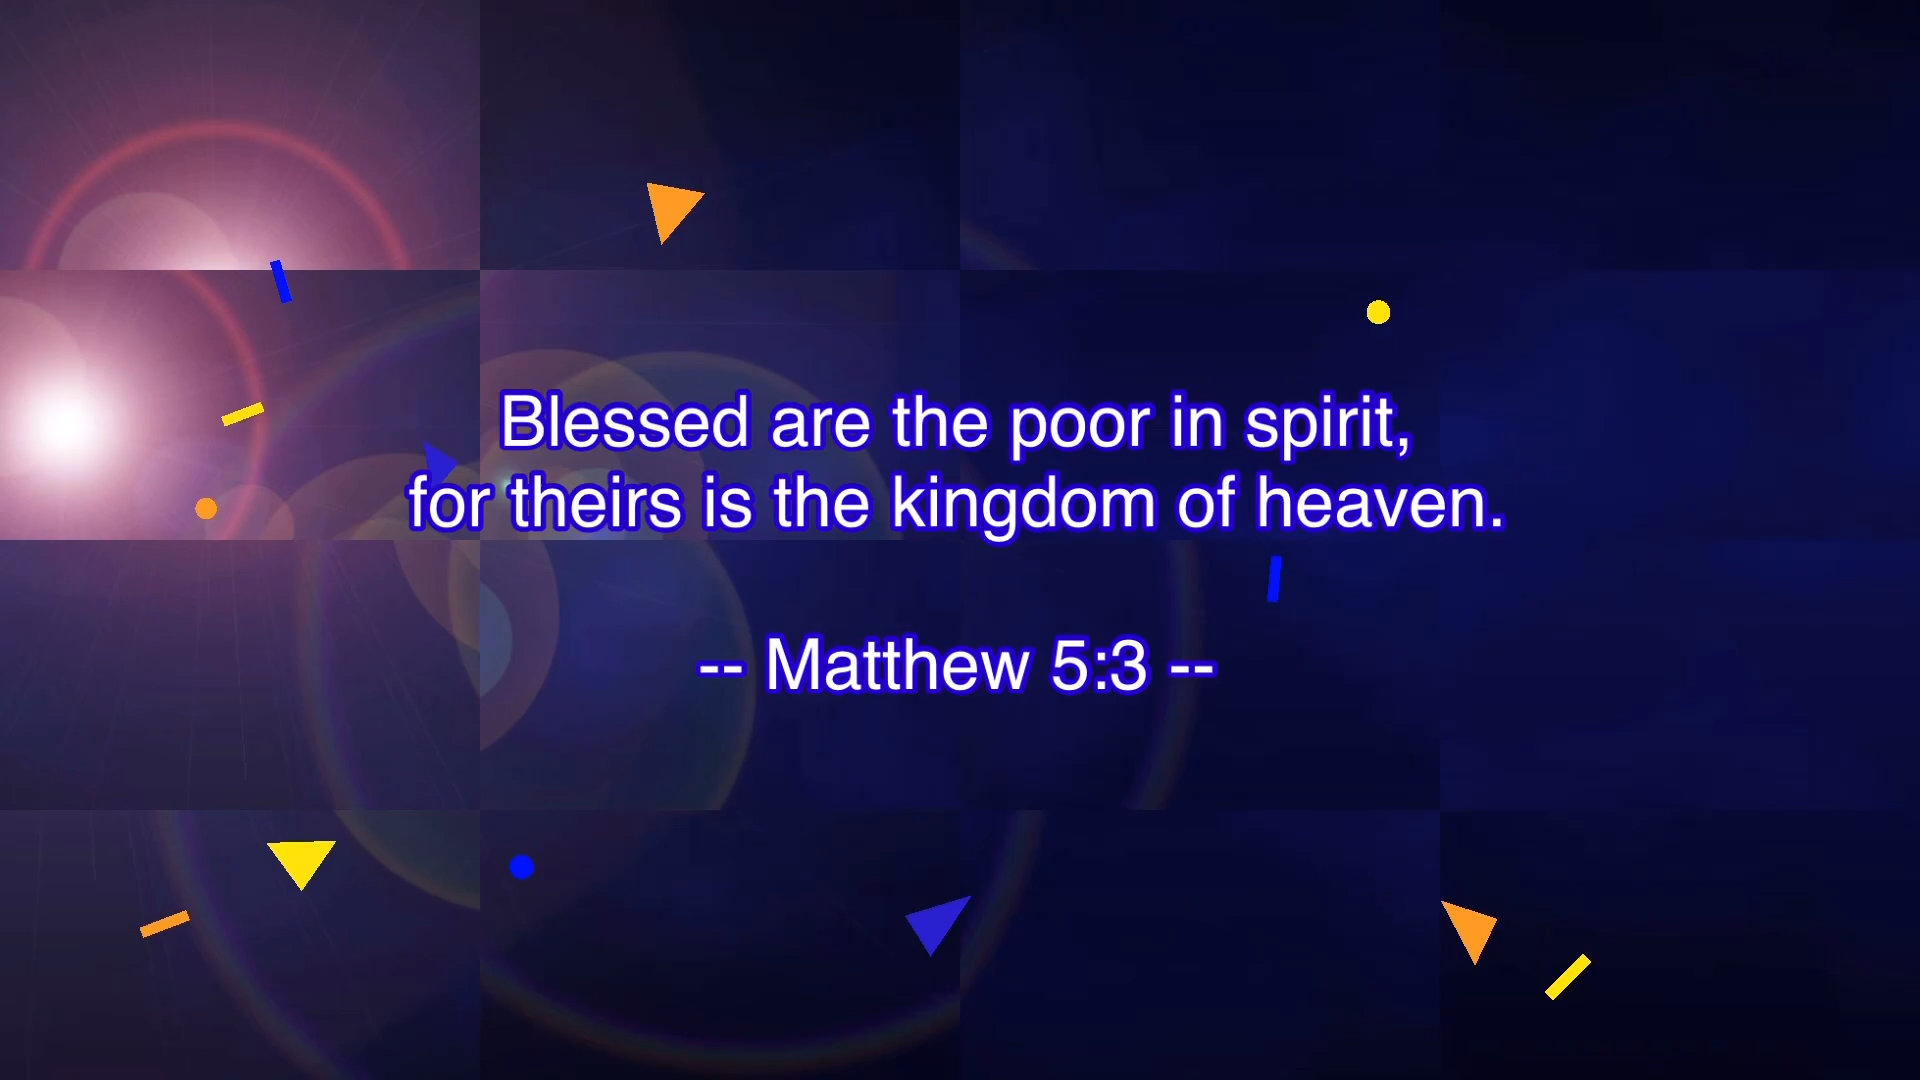 Blessed are the poor in spirit,
for theirs is the kingdom of heaven.
-- Matthew 5:3 --